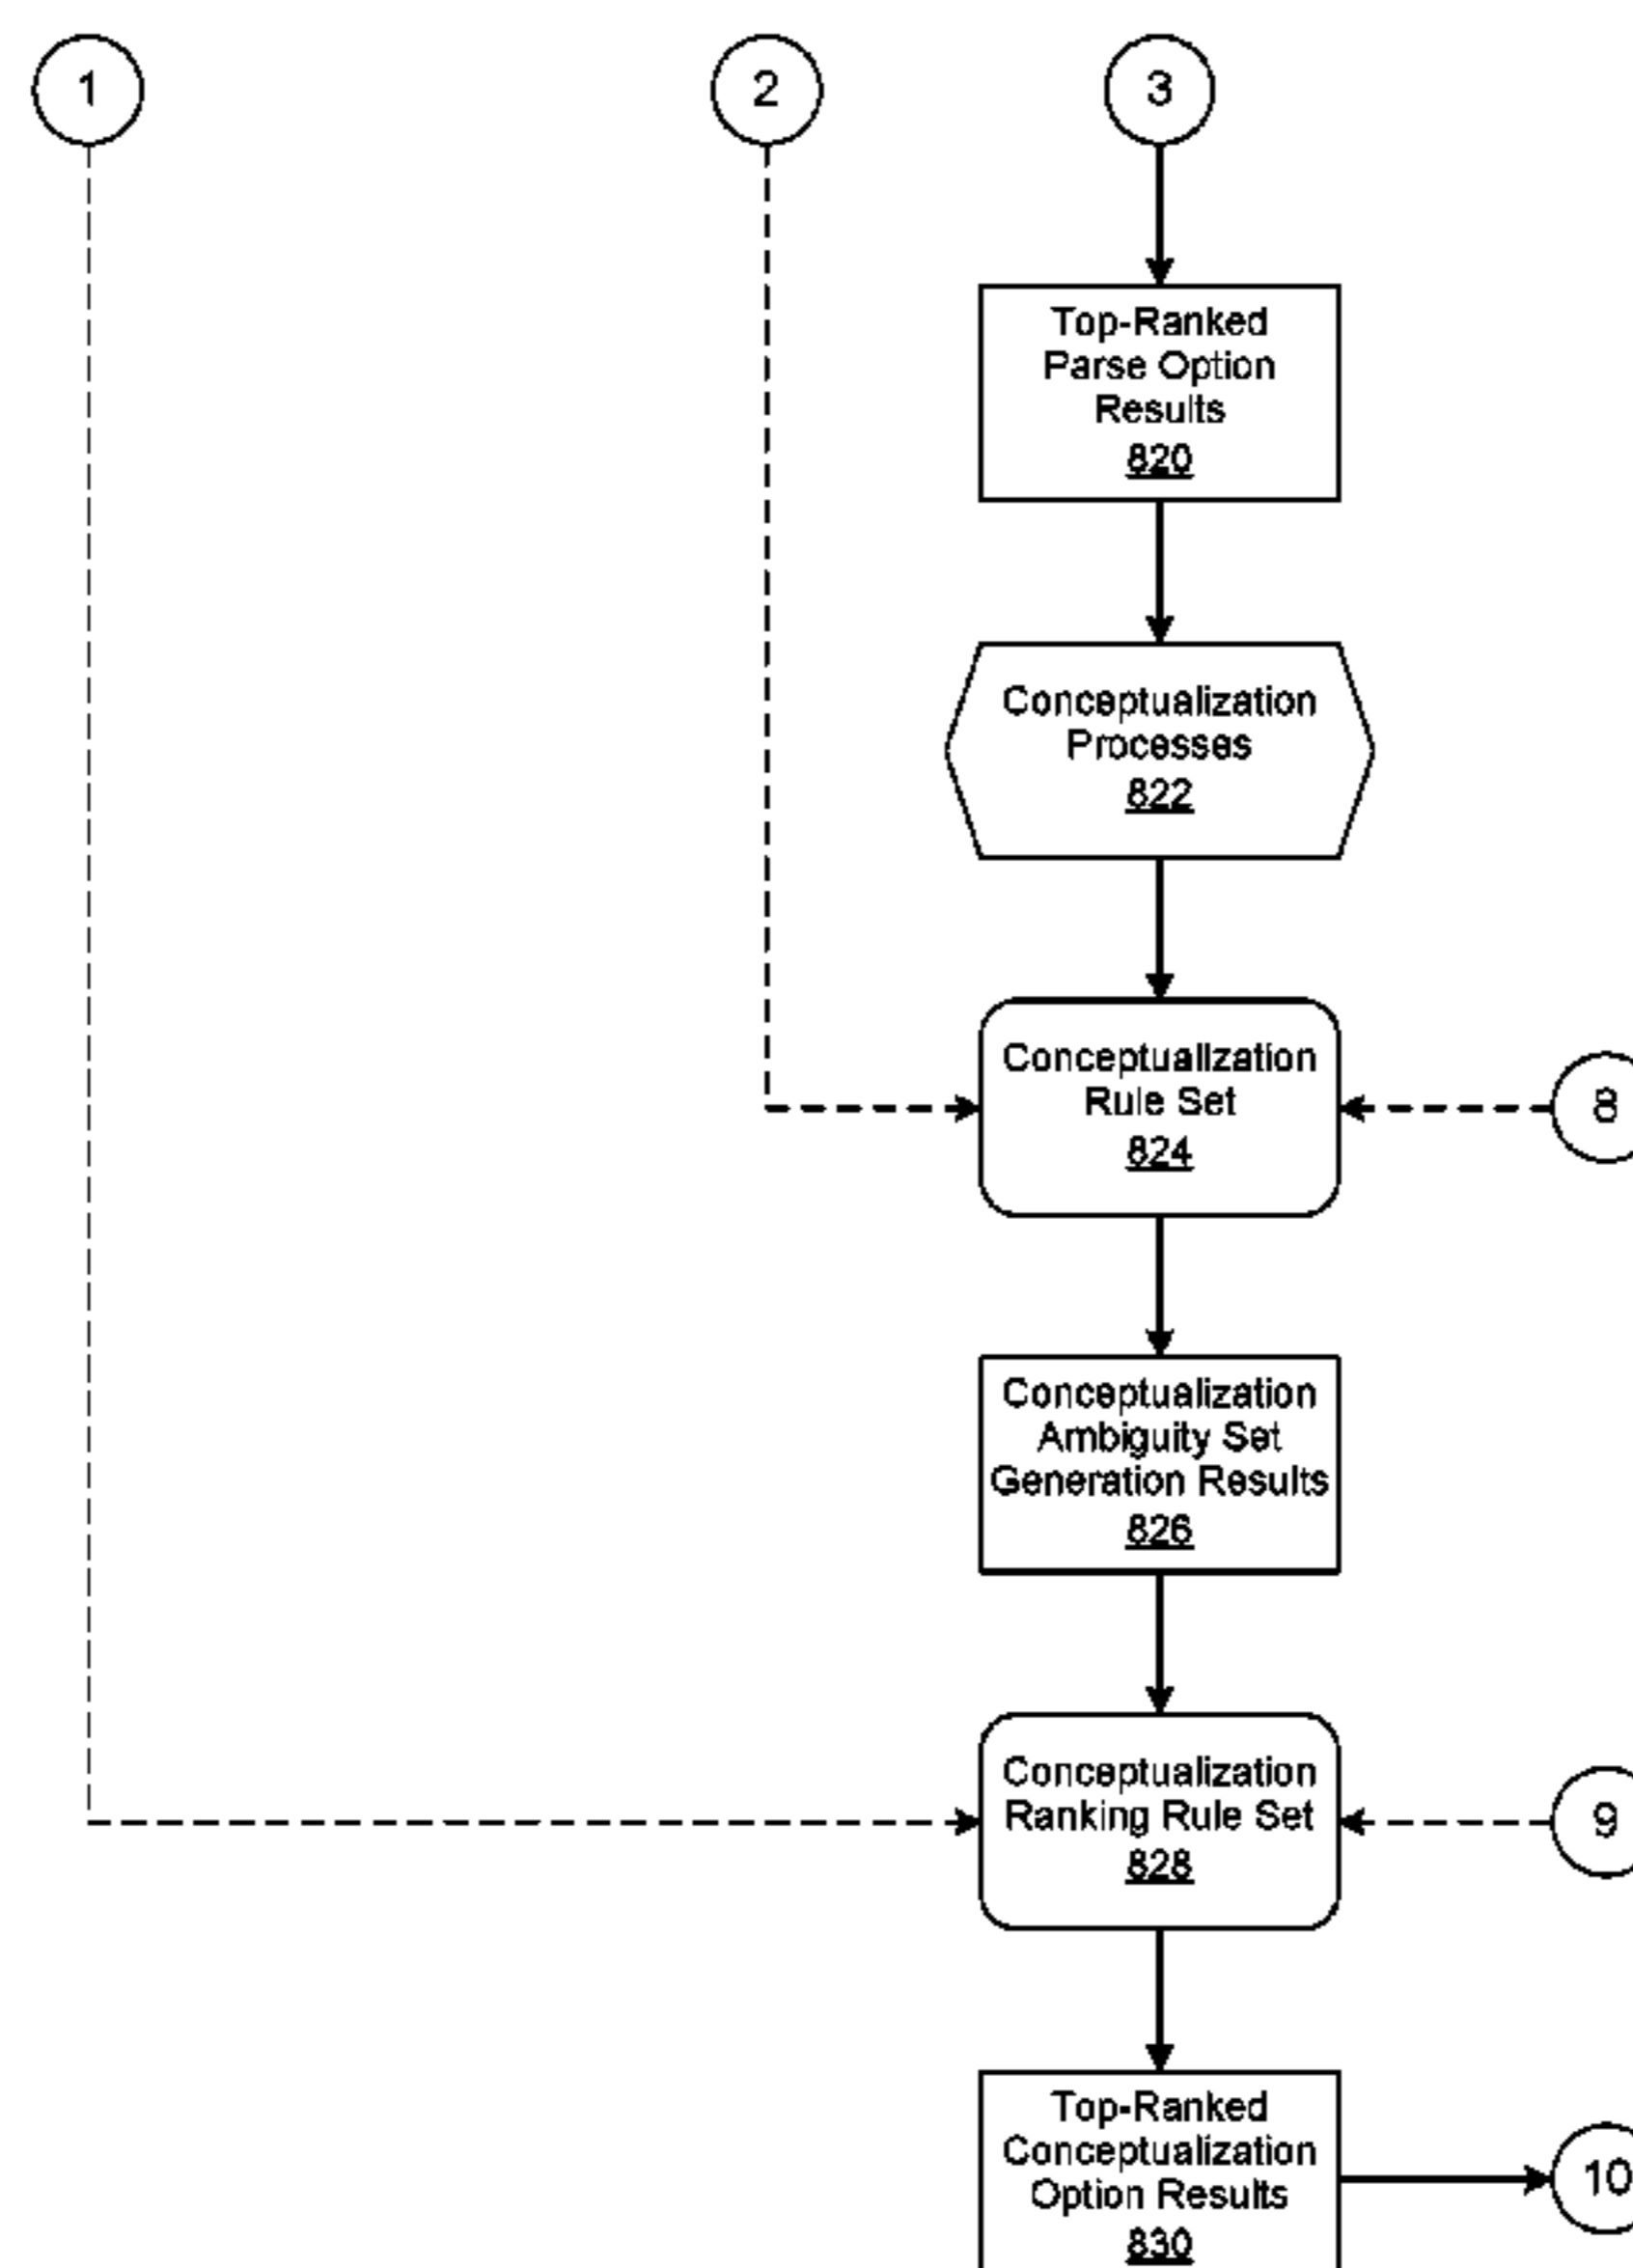 1
2
3
Top-Ranked
Parse Option
Results
820
Conceptualization
Processes
822
Conceptualization
Rule Set
824
8
Conceptualization
Ambiguity Set
Generation Results
826
Conceptualization
Ranking Rule Set
828
9
Top-Ranked
Conceptualization
Option Results
830
10